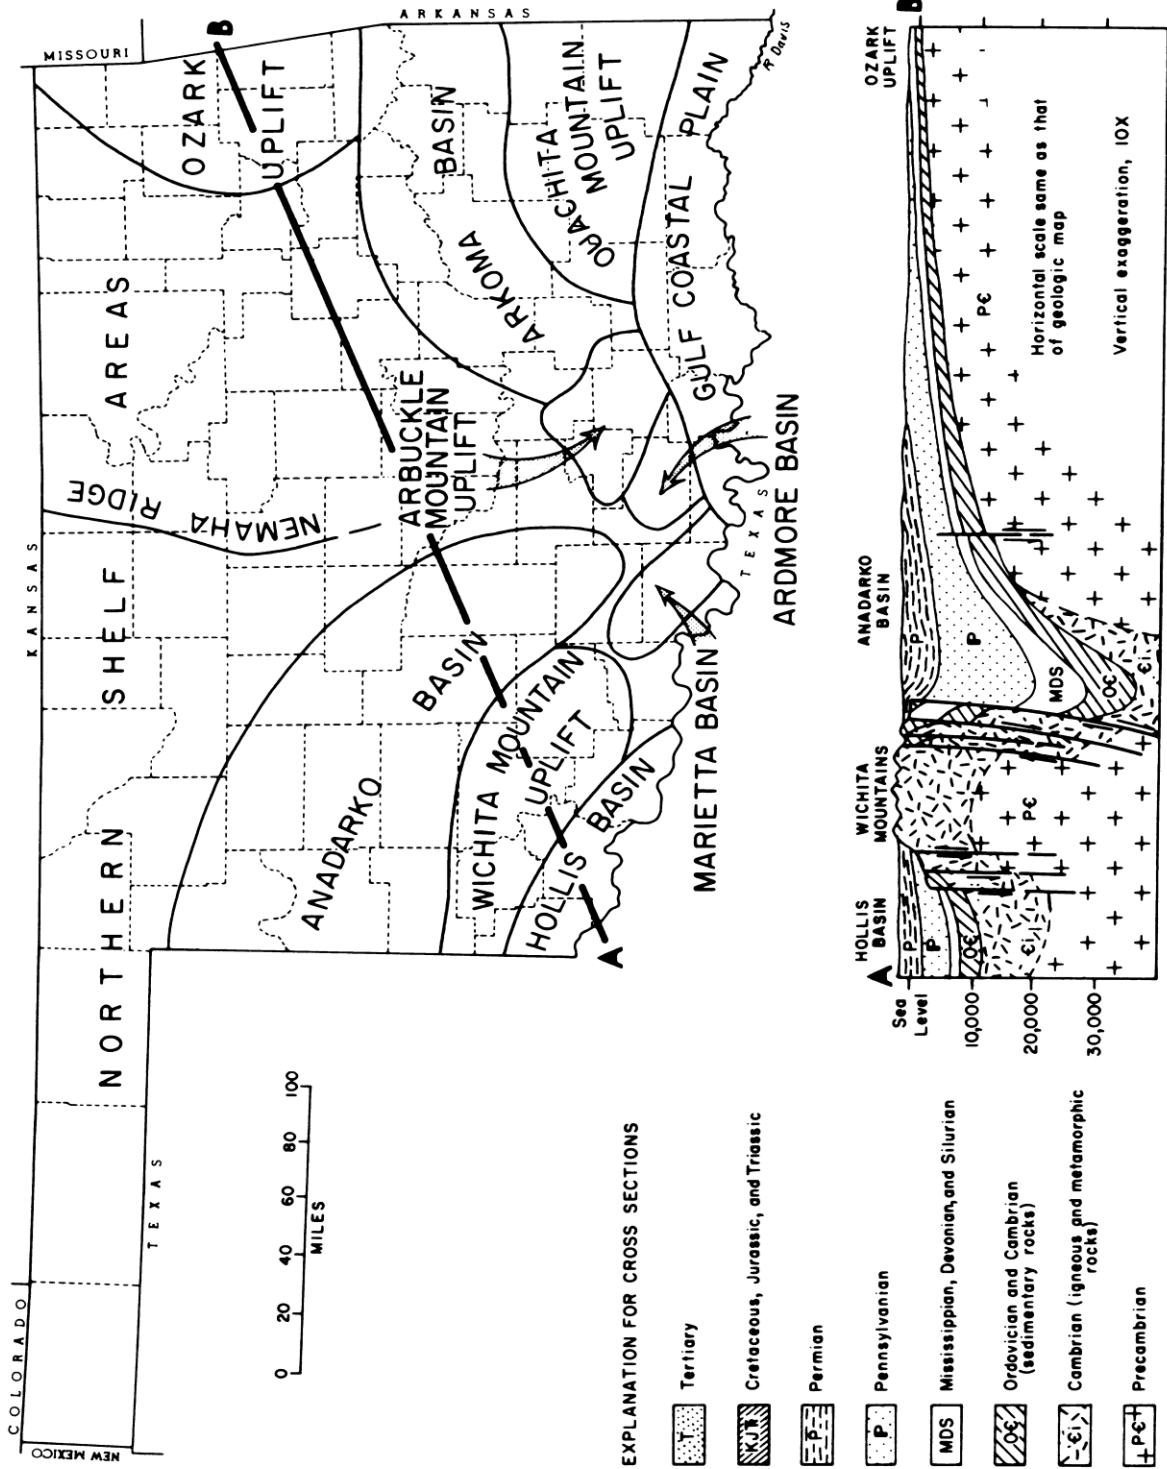 COLORADO
KANSAS
MISSOURI
NEW MEXICO
TEXAS
ARKANSAS
NORTHERN SHELF AREAS
NEMAHA RIDGE
OZARK
UPLIFT
B
ANADARKO
BASIN
ARBUCKLE
MOUNTAIN
UPLIFT
ARKOMA
BASIN
WICHITA MOUNTAIN
UPLIFT
OUACHITA
MOUNTAIN
UPLIFT
HOLLIS
BASIN
A
GULF COASTAL PLAIN
TEXAS
R Davis
MARIETTA BASIN
ARDMORE BASIN
0 20 40 60 80 100
MILES
EXPLANATION FOR CROSS SECTIONS
T Tertiary
KJTR Cretaceous, Jurassic, and Triassic
P Permian
IP Pennsylvanian
MDS Mississippian, Devonian, and Silurian
O€ Ordovician and Cambrian
(sedimentary rocks)
€i Cambrian (igneous and metamorphic
rocks)
P€ Precambrian
A
B
HOLLIS
BASIN
WICHITA
MOUNTAINS
ANADARKO
BASIN
OZARK
UPLIFT
Sea
Level
10,000
20,000
30,000
P
IP
O€
€i
P€
P
IP
MDS
O€
€i
P€
Horizontal scale same as that
of geologic map
Vertical exaggeration, 10X